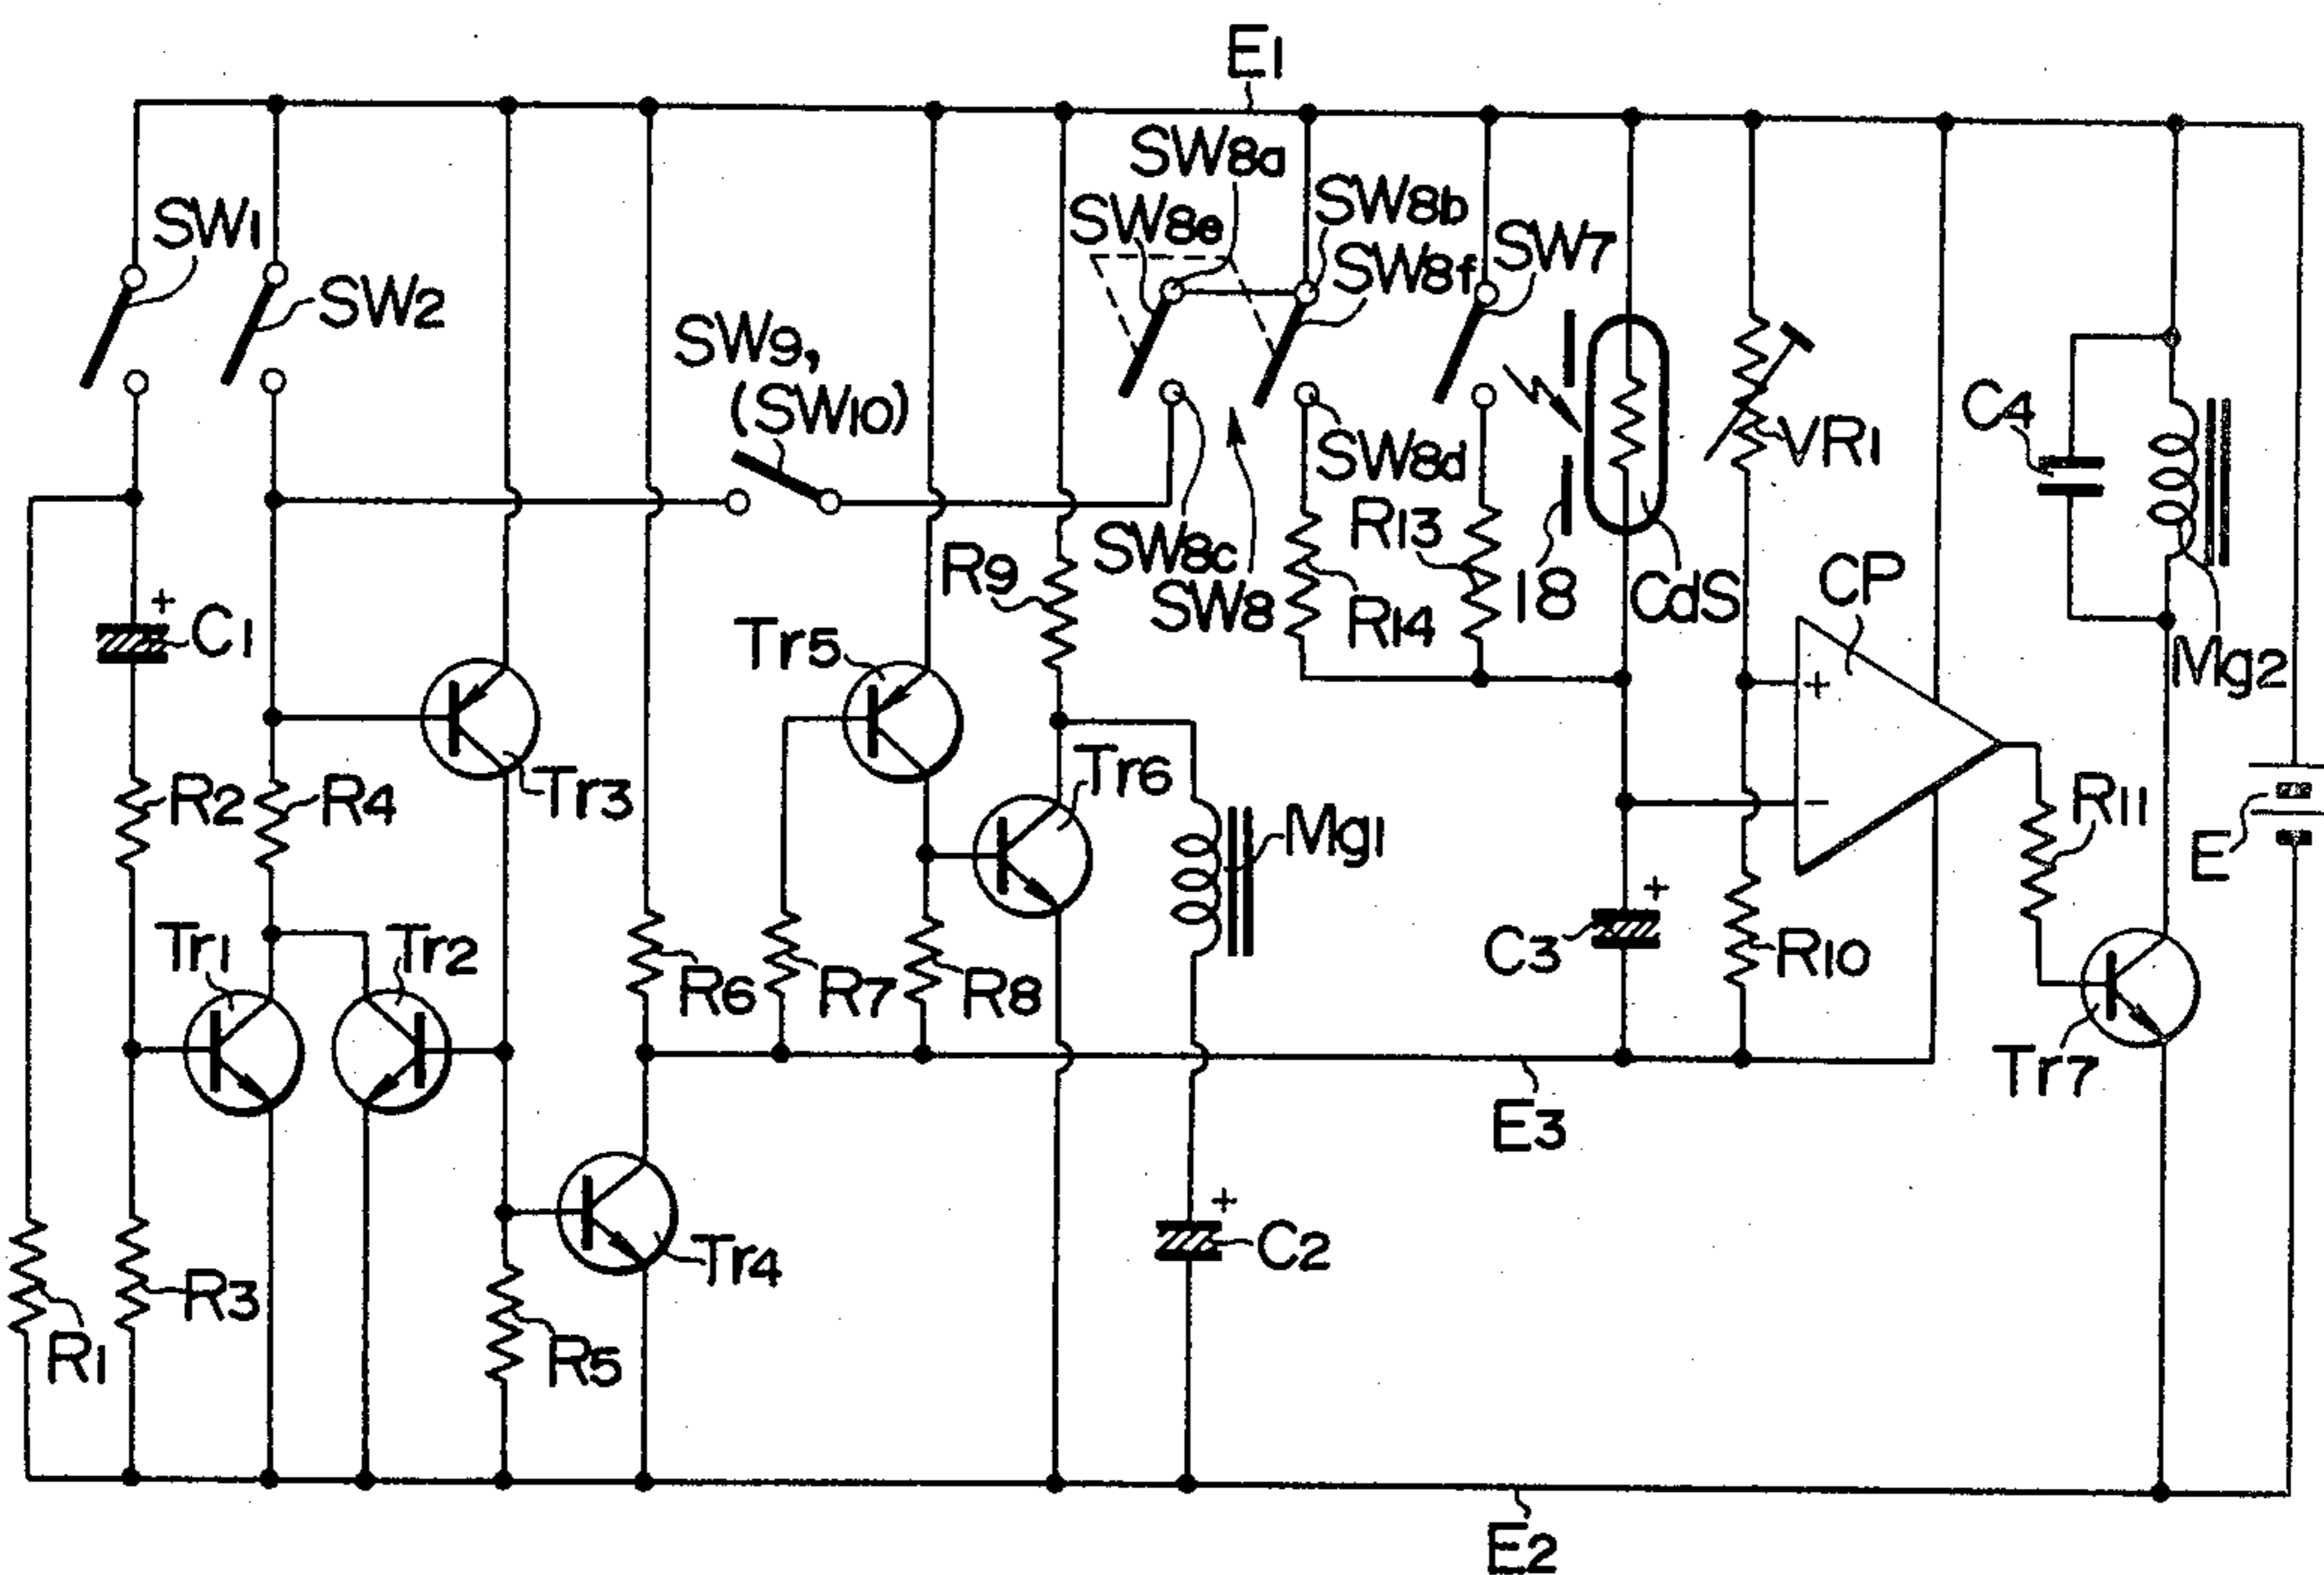 E1
SW8a
SW1
SW8e
SW8b
SW2
SW8f
SW7
SW9,
(SW10)
C4
SW8d
VR1
R13
SW8c
R9
SW8
R14
18
CdS
CP
C1
+
Tr5
Mg2
+
R2
R4
Tr3
Tr6
Mg1
−
R11
E
+
Tr1
Tr2
R6
R7
R8
C3
R10
Tr7
E3
+
Tr4
C2
R3
R1
R5
E2